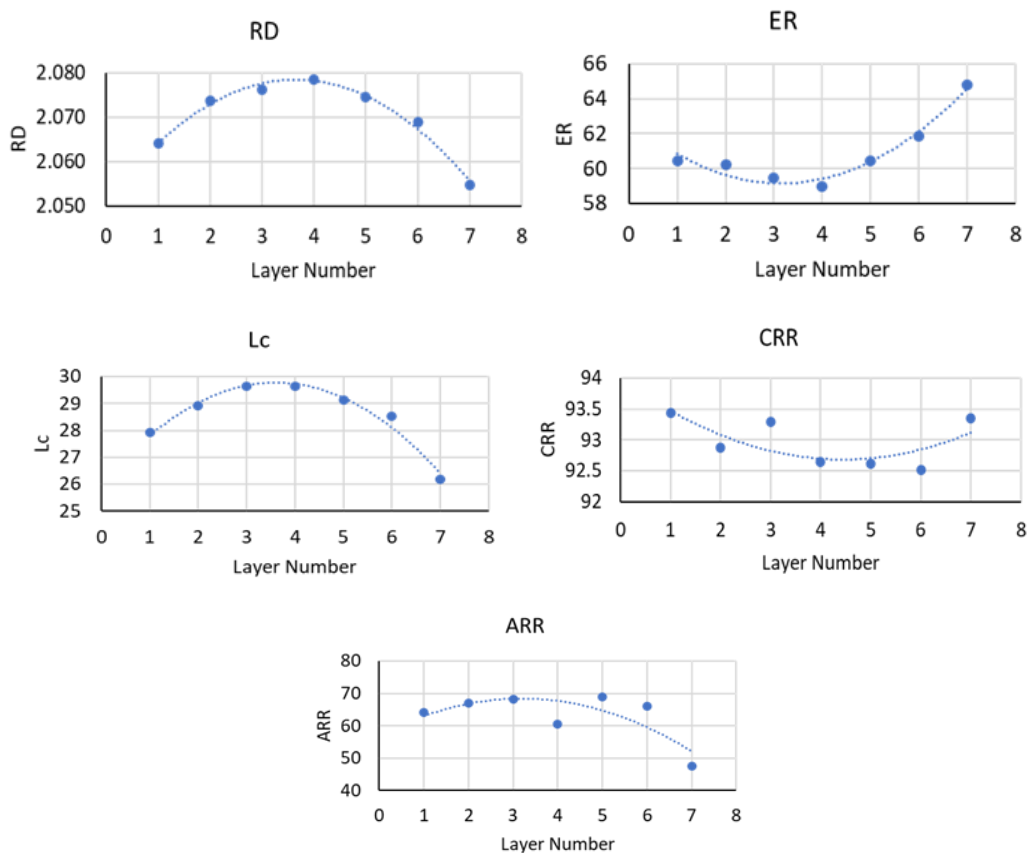 RD
2.080
2.070
2.060
2.050
RD
0 1 2 3 4 5 6 7 8
Layer Number
ER
66
64
62
60
58
ER
0 1 2 3 4 5 6 7 8
Layer Number
Lc
30
29
28
27
26
25
Lc
0 1 2 3 4 5 6 7 8
Layer Number
CRR
94
93.5
93
92.5
92
CRR
0 1 2 3 4 5 6 7 8
Layer Number
ARR
80
70
60
50
40
ARR
0 1 2 3 4 5 6 7 8
Layer Number